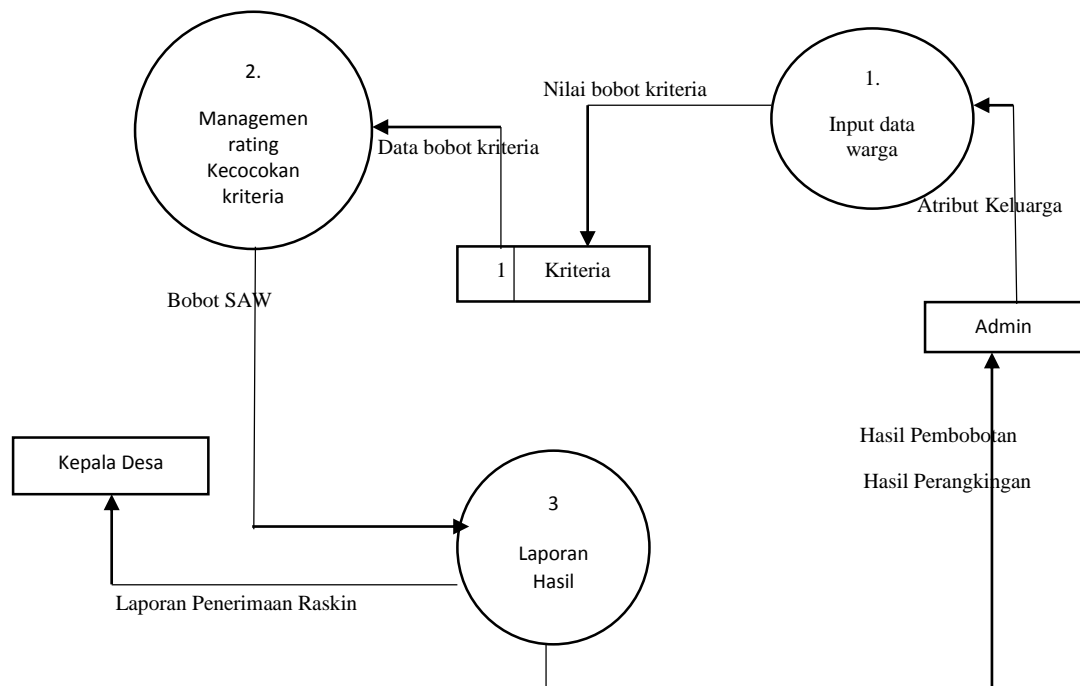 2.
Managemen
rating
Kecocokan
kriteria
Nilai bobot kriteria
1.
Input data
warga
Data bobot kriteria
Atribut Keluarga
1
Kriteria
Bobot SAW
Admin
Hasil Pembobotan
Kepala Desa
Hasil Perangkingan
3
Laporan
Hasil
Laporan Penerimaan Raskin